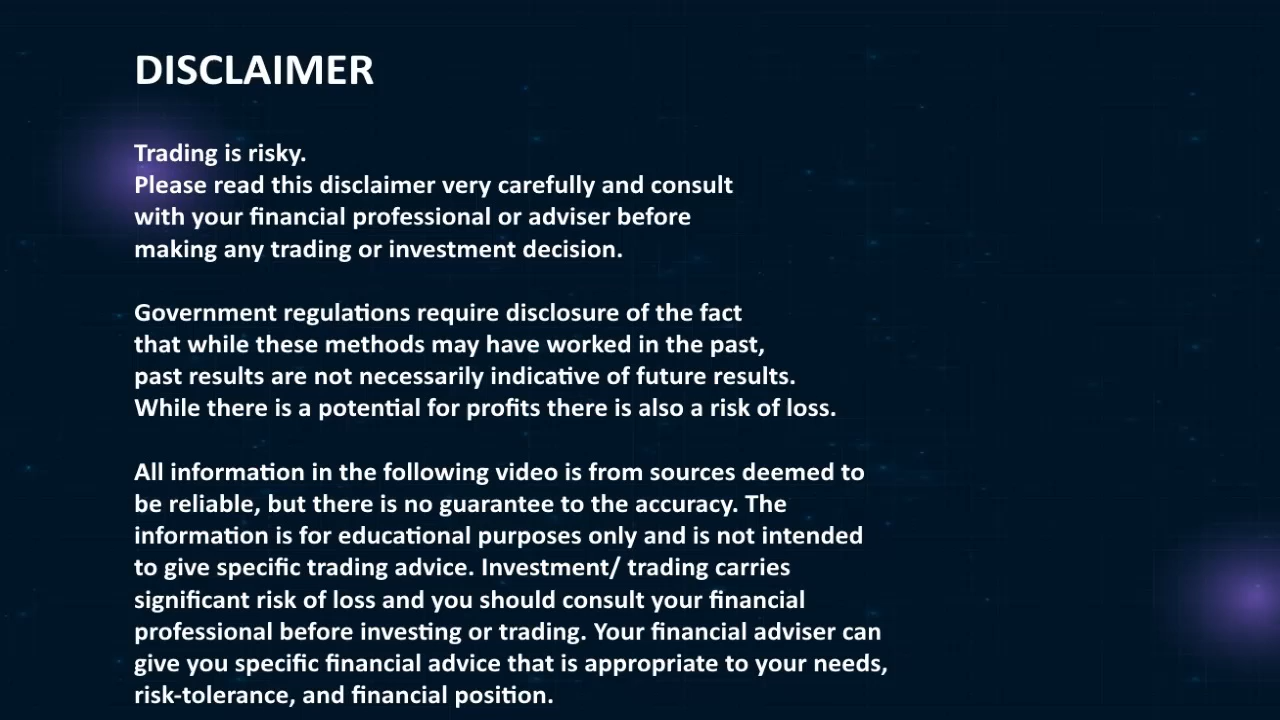 DISCLAIMER
Trading is risky.
Please read this disclaimer very carefully and consult
with your financial professional or adviser before
making any trading or investment decision.
Government regulations require disclosure of the fact
that while these methods may have worked in the past,
past results are not necessarily indicative of future results.
While there is a potential for profits there is also a risk of loss.
All information in the following video is from sources deemed to
be reliable, but there is no guarantee to the accuracy. The
information is for educational purposes only and is not intended
to give specific trading advice. Investment/ trading carries
significant risk of loss and you should consult your financial
professional before investing or trading. Your financial adviser can
give you specific financial advice that is appropriate to your needs,
risk-tolerance, and financial position.